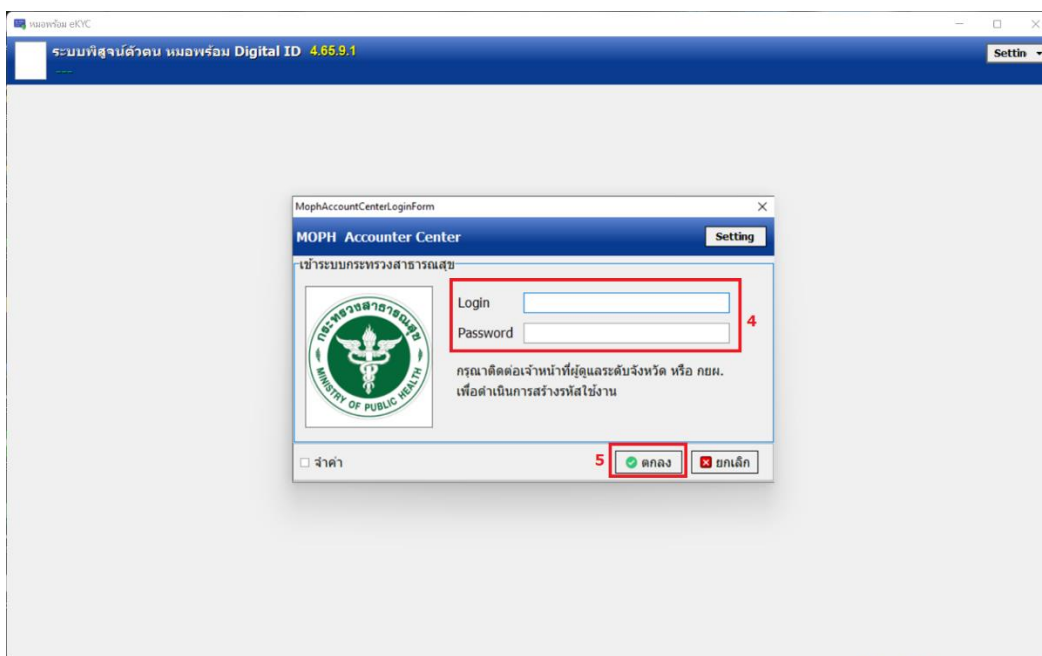 หมอพร้อม eKYC
ระบบพิสูจน์ตัวตน หมอพร้อม Digital ID 4.65.9.1
---
Settin
MophAccountCenterLoginForm
MOPH Accounter Center
Setting
เข้าระบบกระทรวงสาธารณสุข
กระทรวงสาธารณสุข
MINISTRY OF PUBLIC HEALTH
Login
Password
4
กรุณาติดต่อเจ้าหน้าที่ผู้ดูแลระดับจังหวัด หรือ กยผ.
เพื่อดำเนินการสร้างรหัสใช้งาน
จำค่า
5
ตกลง
ยกเลิก